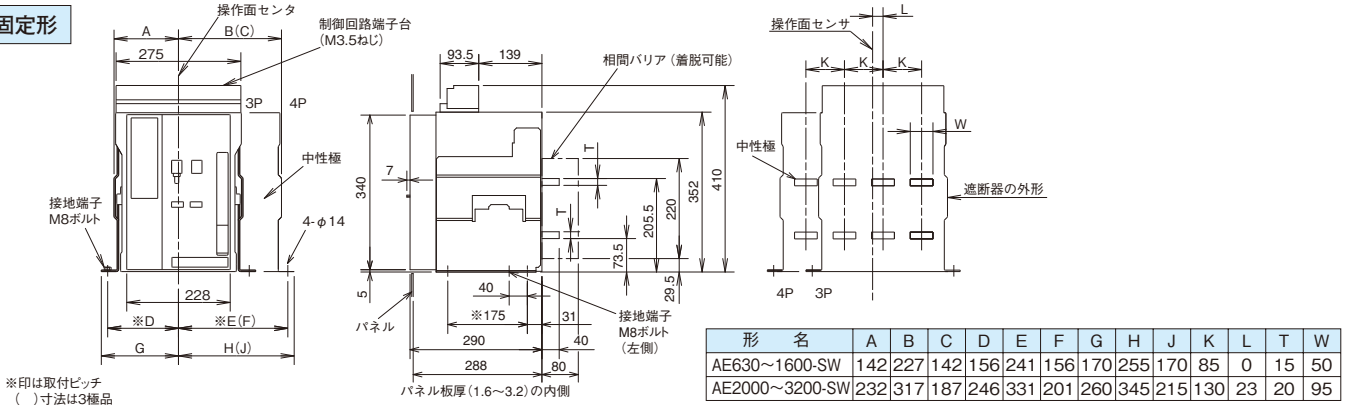 固定形
操作面センタ
A
B(C)
制御回路端子台
(M3.5ねじ)
275
3P
4P
中性極
接地端子
M8ボルト
4-φ14
228
※D
※E(F)
G
H(J)
※印は取付ピッチ
( )寸法は3極品
93.5
139
相間バリア(着脱可能)
7
340
T
T
205.5
220
352
410
73.5
29.5
5
40
パネル
※175
31
接地端子
M8ボルト
(左側)
290
40
288
80
パネル板厚(1.6~3.2)の内側
L
操作面センサ
K
K
K
W
中性極
遮断器の外形
4P
3P
形 名 A B C D E F G H J K L T W
AE630~1600-SW 142 227 142 156 241 156 170 255 170 85 0 15 50
AE2000~3200-SW 232 317 187 246 331 201 260 345 215 130 23 20 95